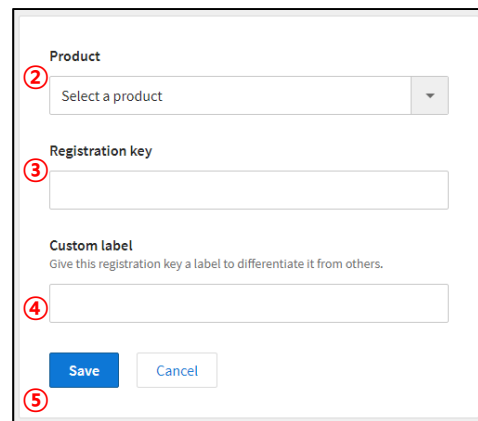 Product
② Select a product
Registration key
③
Custom label
Give this registration key a label to differentiate it from others.
④
Save Cancel
⑤